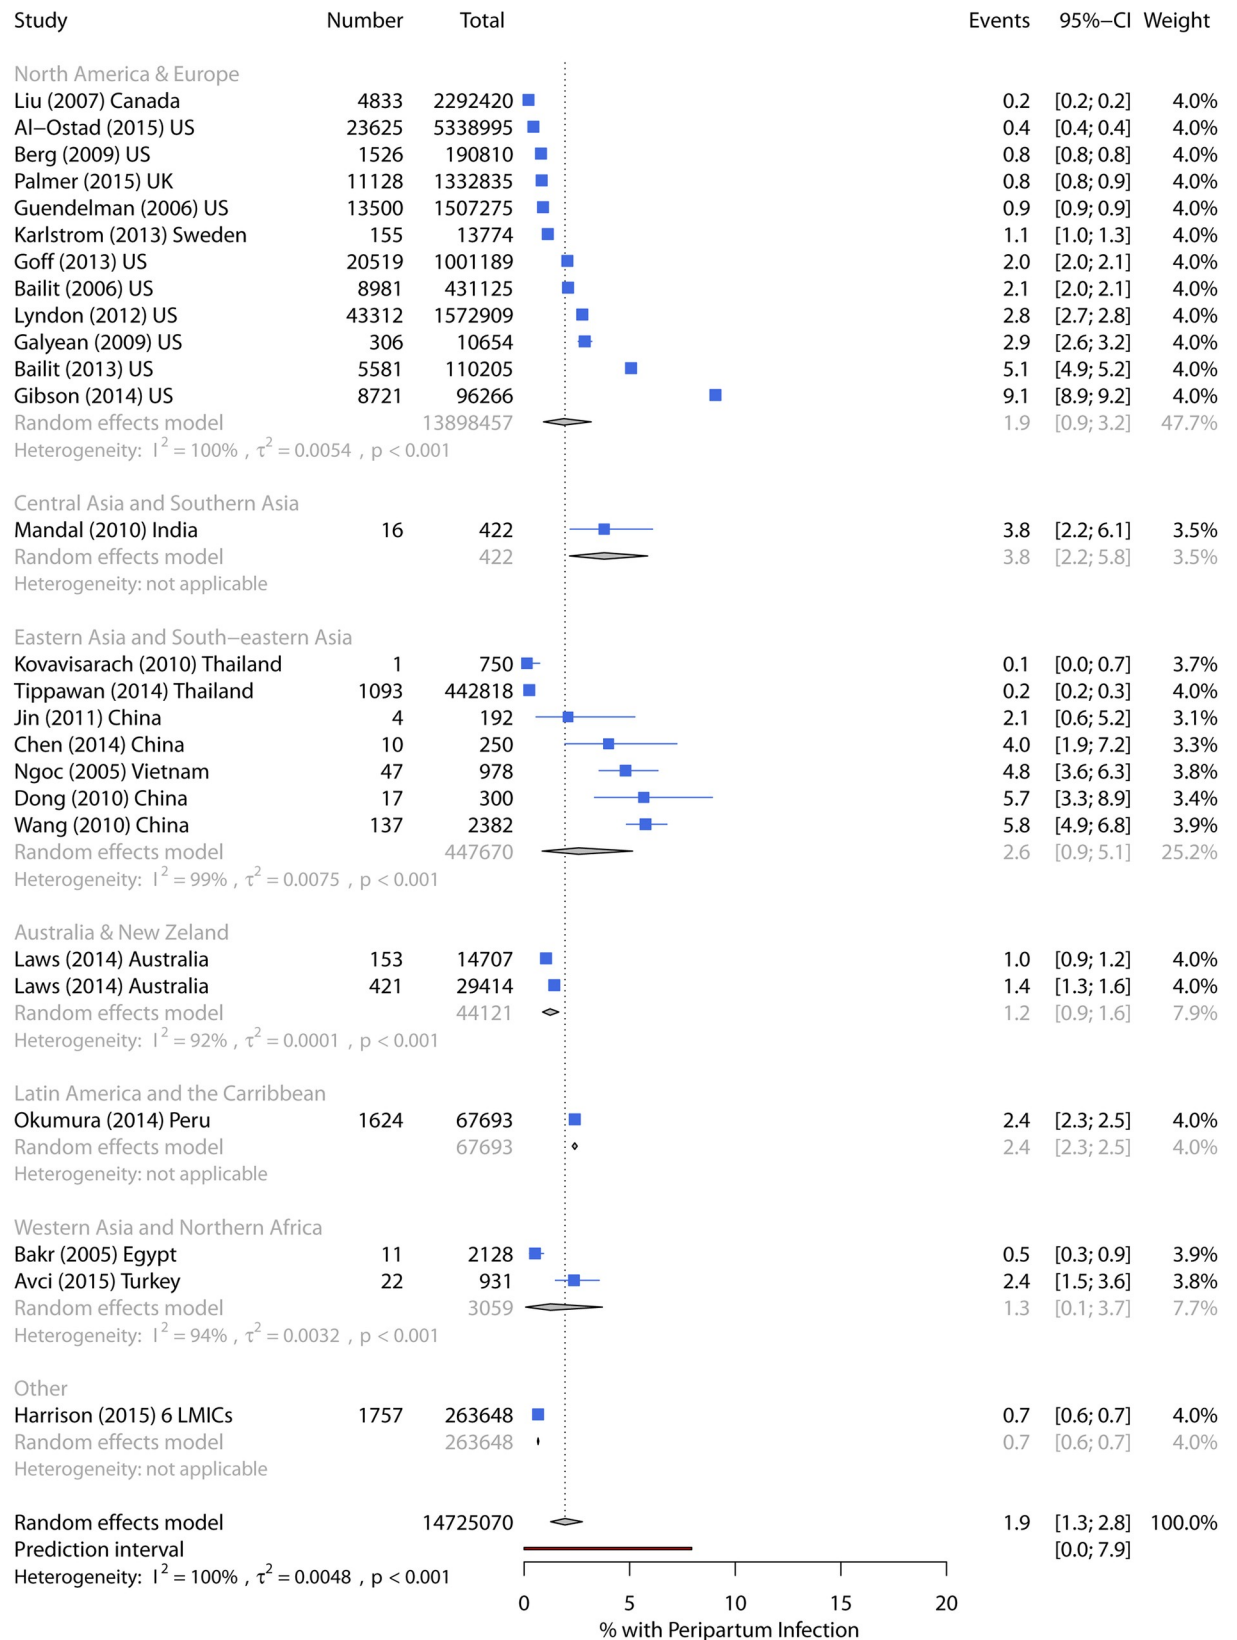 Study Number Total Events 95%−CI Weight
North America & Europe
Liu (2007) Canada 4833 2292420 0.2 [0.2; 0.2] 4.0%
Al−Ostad (2015) US 23625 5338995 0.4 [0.4; 0.4] 4.0%
Berg (2009) US 1526 190810 0.8 [0.8; 0.8] 4.0%
Palmer (2015) UK 11128 1332835 0.8 [0.8; 0.9] 4.0%
Guendelman (2006) US 13500 1507275 0.9 [0.9; 0.9] 4.0%
Karlstrom (2013) Sweden 155 13774 1.1 [1.0; 1.3] 4.0%
Goff (2013) US 20519 1001189 2.0 [2.0; 2.1] 4.0%
Bailit (2006) US 8981 431125 2.1 [2.0; 2.1] 4.0%
Lyndon (2012) US 43312 1572909 2.8 [2.7; 2.8] 4.0%
Galyean (2009) US 306 10654 2.9 [2.6; 3.2] 4.0%
Bailit (2013) US 5581 110205 5.1 [4.9; 5.2] 4.0%
Gibson (2014) US 8721 96266 9.1 [8.9; 9.2] 4.0%
Random effects model 13898457 1.9 [0.9; 3.2] 47.7%
Heterogeneity: I² = 100% , τ² = 0.0054 , p < 0.001
Central Asia and Southern Asia
Mandal (2010) India 16 422 3.8 [2.2; 6.1] 3.5%
Random effects model 422 3.8 [2.2; 5.8] 3.5%
Heterogeneity: not applicable
Eastern Asia and South−eastern Asia
Kovavisarach (2010) Thailand 1 750 0.1 [0.0; 0.7] 3.7%
Tippawan (2014) Thailand 1093 442818 0.2 [0.2; 0.3] 4.0%
Jin (2011) China 4 192 2.1 [0.6; 5.2] 3.1%
Chen (2014) China 10 250 4.0 [1.9; 7.2] 3.3%
Ngoc (2005) Vietnam 47 978 4.8 [3.6; 6.3] 3.8%
Dong (2010) China 17 300 5.7 [3.3; 8.9] 3.4%
Wang (2010) China 137 2382 5.8 [4.9; 6.8] 3.9%
Random effects model 447670 2.6 [0.9; 5.1] 25.2%
Heterogeneity: I² = 99% , τ² = 0.0075 , p < 0.001
Australia & New Zeland
Laws (2014) Australia 153 14707 1.0 [0.9; 1.2] 4.0%
Laws (2014) Australia 421 29414 1.4 [1.3; 1.6] 4.0%
Random effects model 44121 1.2 [0.9; 1.6] 7.9%
Heterogeneity: I² = 92% , τ² = 0.0001 , p < 0.001
Latin America and the Carribbean
Okumura (2014) Peru 1624 67693 2.4 [2.3; 2.5] 4.0%
Random effects model 67693 2.4 [2.3; 2.5] 4.0%
Heterogeneity: not applicable
Western Asia and Northern Africa
Bakr (2005) Egypt 11 2128 0.5 [0.3; 0.9] 3.9%
Avci (2015) Turkey 22 931 2.4 [1.5; 3.6] 3.8%
Random effects model 3059 1.3 [0.1; 3.7] 7.7%
Heterogeneity: I² = 94% , τ² = 0.0032 , p < 0.001
Other
Harrison (2015) 6 LMICs 1757 263648 0.7 [0.6; 0.7] 4.0%
Random effects model 263648 0.7 [0.6; 0.7] 4.0%
Heterogeneity: not applicable
Random effects model 14725070 1.9 [1.3; 2.8] 100.0%
Prediction interval [0.0; 7.9]
Heterogeneity: I² = 100% , τ² = 0.0048 , p < 0.001
0 5 10 15 20
% with Peripartum Infection